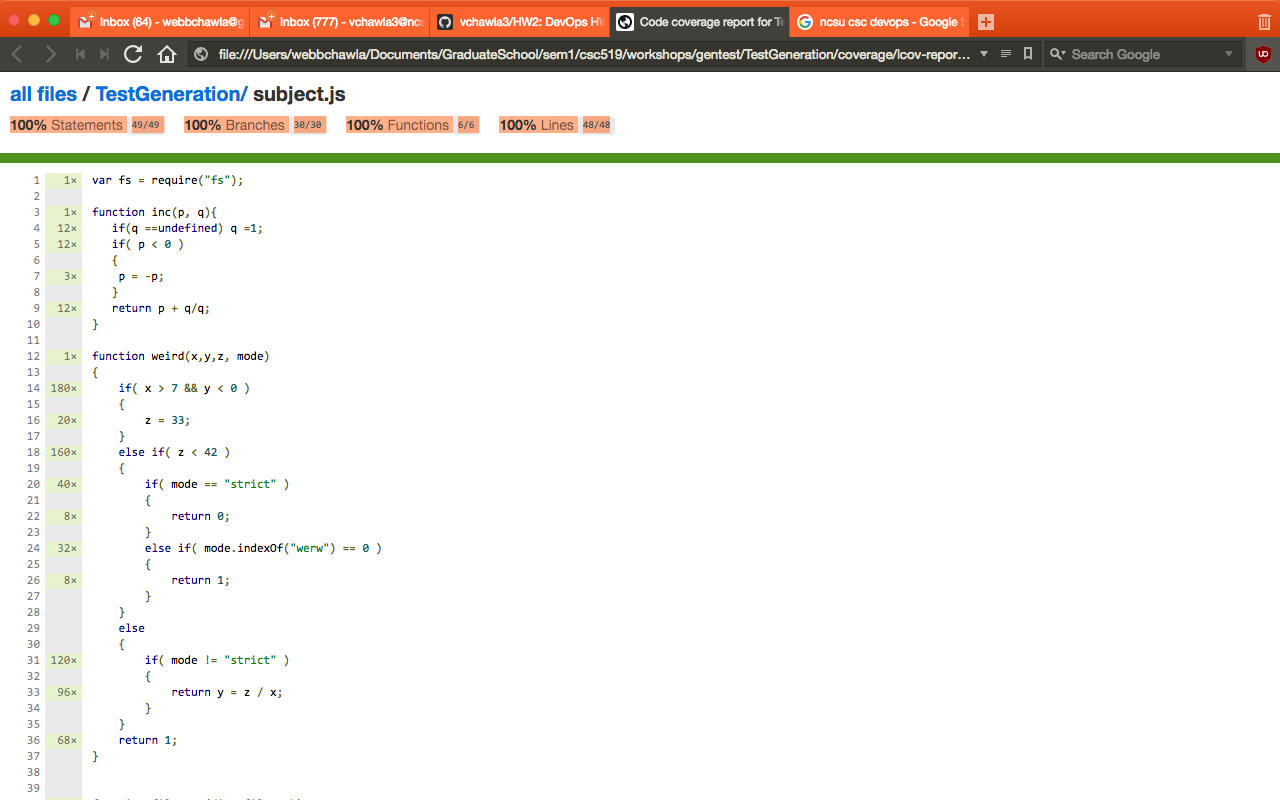 Inbox (64) - webbchawla@g
Inbox (777) - vchawla3@ncs
vchawla3/HW2: DevOps HW
Code coverage report for Te
ncsu csc devops - Google S
file:///Users/webbchawla/Documents/GraduateSchool/sem1/csc519/workshops/gentest/TestGeneration/coverage/lcov-repor...
Search Google
all files / TestGeneration/ subject.js
100% Statements 49/49 100% Branches 30/30 100% Functions 6/6 100% Lines 48/48
1 1× var fs = require("fs");
2
3 1× function inc(p, q){
4 12× if(q ==undefined) q =1;
5 12× if( p < 0 )
6 {
7 3× p = -p;
8 }
9 12× return p + q/q;
10 }
11
12 1× function weird(x,y,z, mode)
13 {
14 180× if( x > 7 && y < 0 )
15 {
16 20× z = 33;
17 }
18 160× else if( z < 42 )
19 {
20 40× if( mode == "strict" )
21 {
22 8× return 0;
23 }
24 32× else if( mode.indexOf("werw") == 0 )
25 {
26 8× return 1;
27 }
28 }
29 else
30 {
31 120× if( mode != "strict" )
32 {
33 96× return y = z / x;
34 }
35 }
36 68× return 1;
37 }
38
39